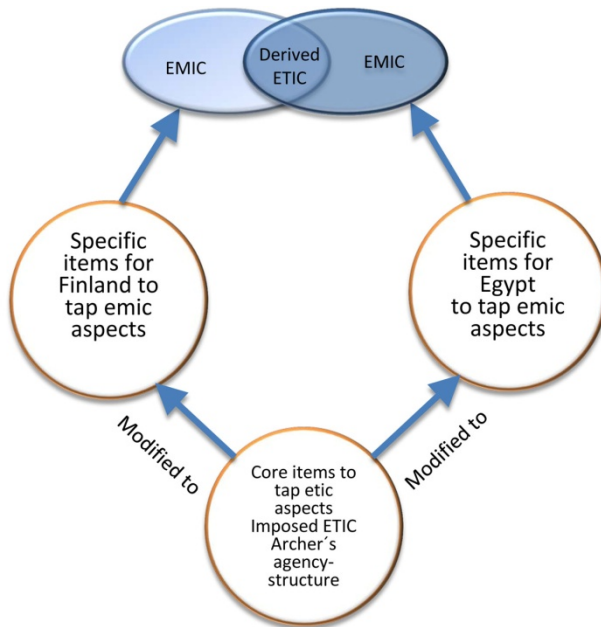 EMIC
Derived
ETIC
EMIC
Specific
items for
Finland to
tap emic
aspects
Specific
items for
Egypt
to tap emic
aspects
Modified to
Modified to
Core items to
tap etic
aspects
Imposed ETIC
Archer´s
agency-
structure